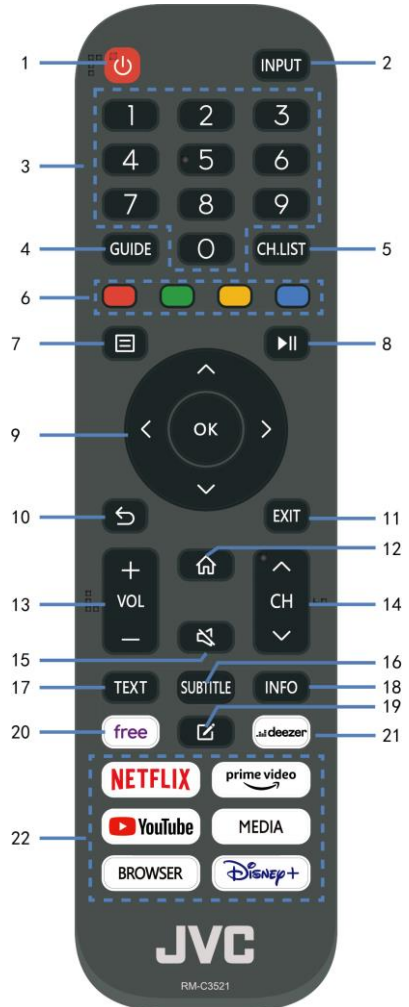 1
INPUT
2
1 2 3
3
4 5 6
7 8 9
4
GUIDE
0
CH.LIST
5
6
7
8
9
OK
10
EXIT
11
12
+
VOL
−
13
CH
14
15
16
17
TEXT
SUBTITLE
INFO
18
19
20
free
deezer
21
NETFLIX
prime video
22
YouTube
MEDIA
BROWSER
Disney+
JVC
RM-C3521